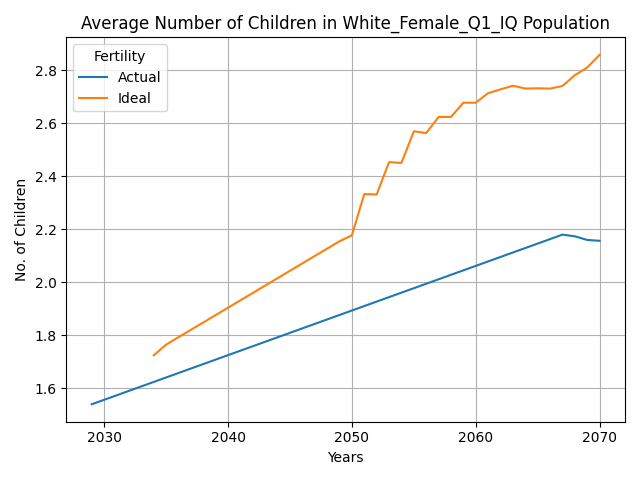 Average Number of Children in White_Female_Q1_IQ Population
Fertility
Actual
Ideal
No. of Children
2.8
2.6
2.4
2.2
2.0
1.8
1.6
2030
2040
2050
2060
2070
Years